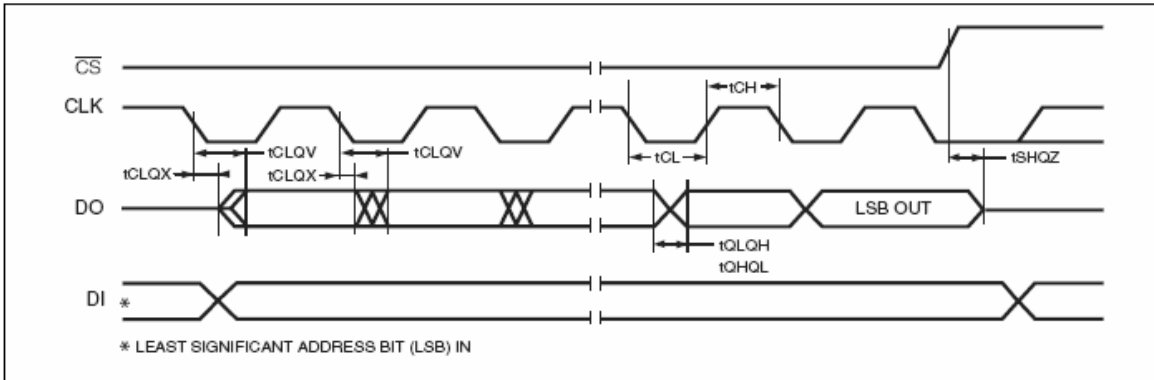 CS
CLK
tCH
tCLQV
tCLQV
tCL
tSHQZ
tCLQX
tCLQX
DO
LSB OUT
tQLQH
tQHQL
DI *
* LEAST SIGNIFICANT ADDRESS BIT (LSB) IN